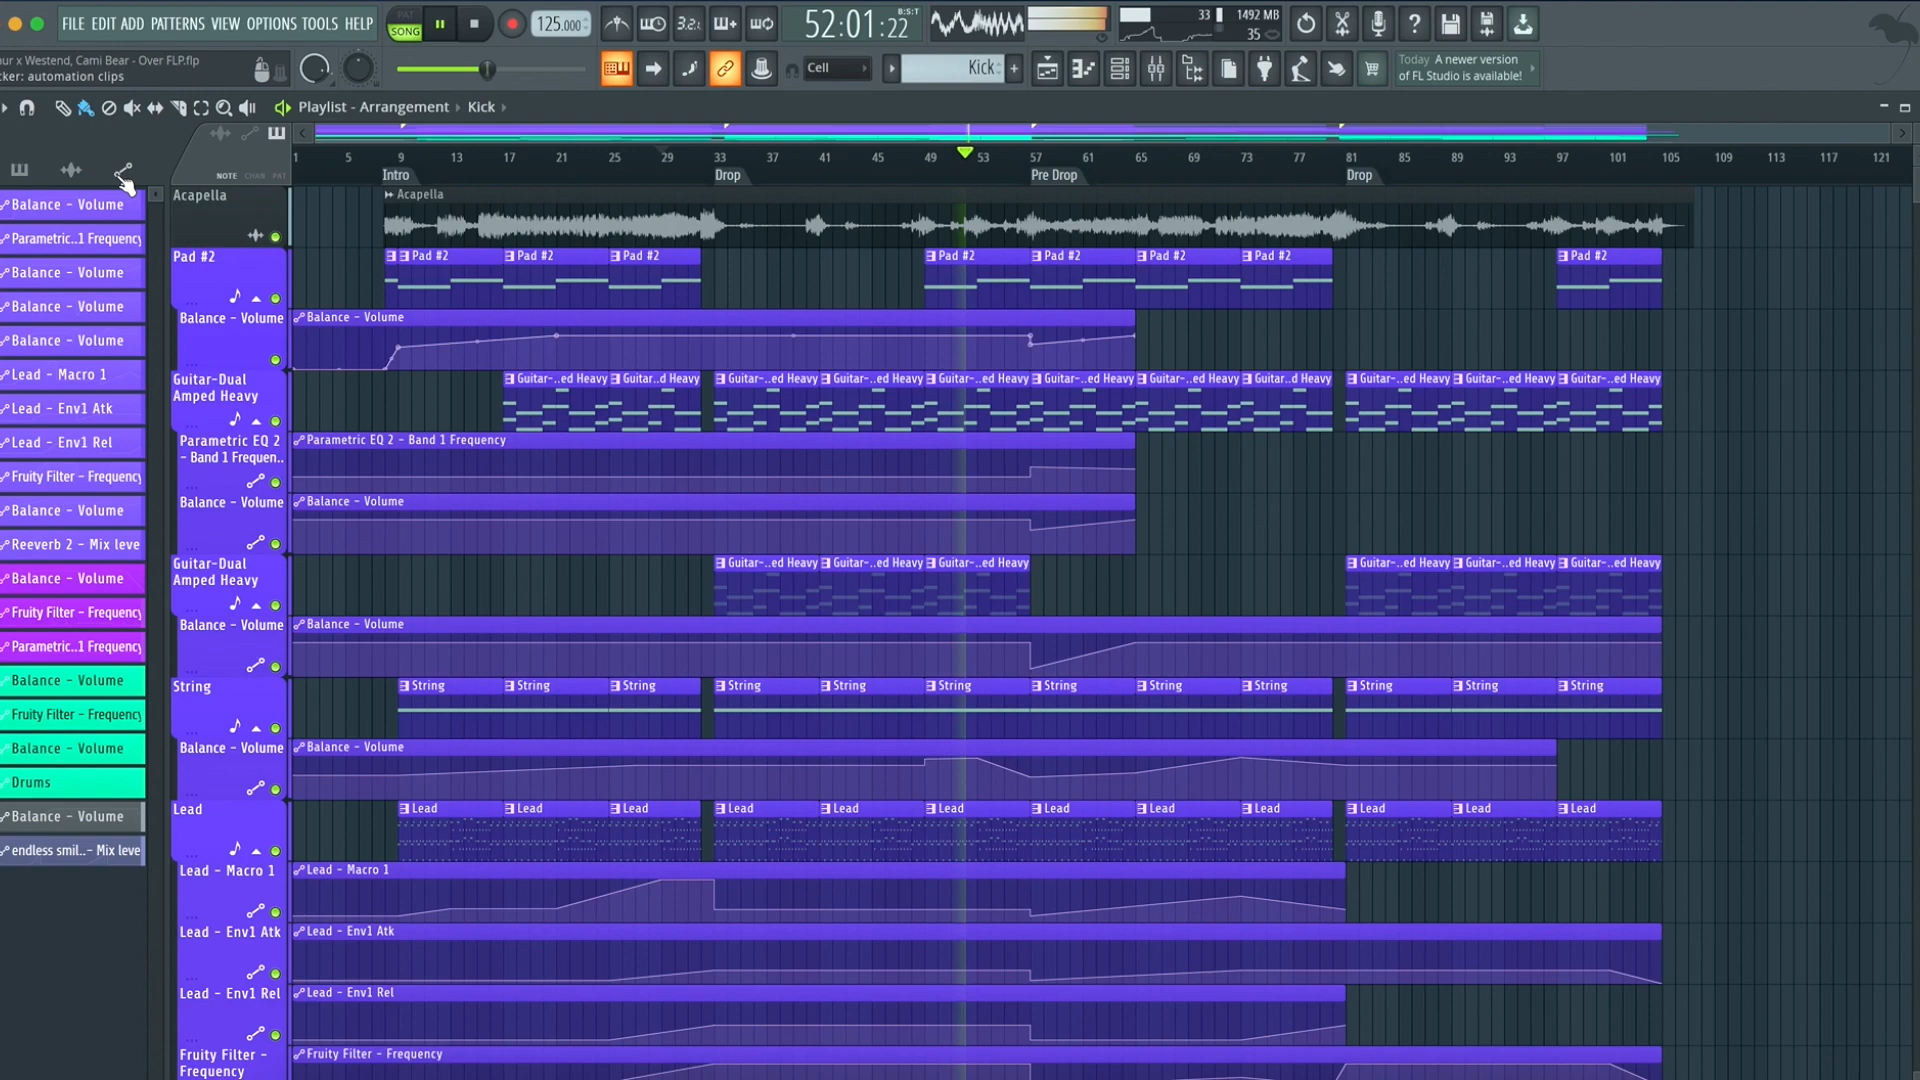 FILE EDIT ADD PATTERNS VIEW OPTIONS TOOLS HELP
PAT
SONG
125.000
3.2.
52:01:22
B:S:T
33
1492 MB
35
ur x Westend, Cami Bear - Over FLP.flp
cker: automation clips
Cell
Kick
Today A newer version
of FL Studio is available!
Playlist - Arrangement › Kick ›
NOTE CHAN PAT
1 5 9 13 17 21 25 29 33 37 41 45 49 53 57 61 65 69 73 77 81 85 89 93 97 101 105 109 113 117 121
Intro Drop Pre Drop Drop
Balance - Volume
Parametric..1 Frequency
Balance - Volume
Balance - Volume
Balance - Volume
Lead - Macro 1
Lead - Env1 Atk
Lead - Env1 Rel
Fruity Filter - Frequency
Balance - Volume
Reeverb 2 - Mix leve
Balance - Volume
Fruity Filter - Frequency
Parametric..1 Frequency
Balance - Volume
Fruity Filter - Frequency
Balance - Volume
Drums
Balance - Volume
endless smil..- Mix leve
Acapella
Acapella
Pad #2
Pad #2 Pad #2 Pad #2 Pad #2 Pad #2 Pad #2 Pad #2 Pad #2
Balance - Volume
Balance - Volume
Guitar-Dual
Amped Heavy
Guitar-..ed Heavy Guitar..d Heavy Guitar-..ed Heavy Guitar-..ed Heavy Guitar-..ed Heavy Guitar-..ed Heavy Guitar-..ed Heavy Guitar..d Heavy Guitar-..ed Heavy Guitar-..ed Heavy Guitar-..ed Heavy
Parametric EQ 2
- Band 1 Frequen..
Parametric EQ 2 - Band 1 Frequency
Balance - Volume
Balance - Volume
Guitar-Dual
Amped Heavy
Guitar-..ed Heavy Guitar-..ed Heavy Guitar-..ed Heavy Guitar-..ed Heavy Guitar-..ed Heavy Guitar-..ed Heavy
Balance - Volume
Balance - Volume
String
String String String String String String String String String String String String
Balance - Volume
Balance - Volume
Lead
Lead Lead Lead Lead Lead Lead Lead Lead Lead Lead Lead Lead
Lead - Macro 1
Lead - Macro 1
Lead - Env1 Atk
Lead - Env1 Atk
Lead - Env1 Rel
Lead - Env1 Rel
Fruity Filter -
Frequency
Fruity Filter - Frequency